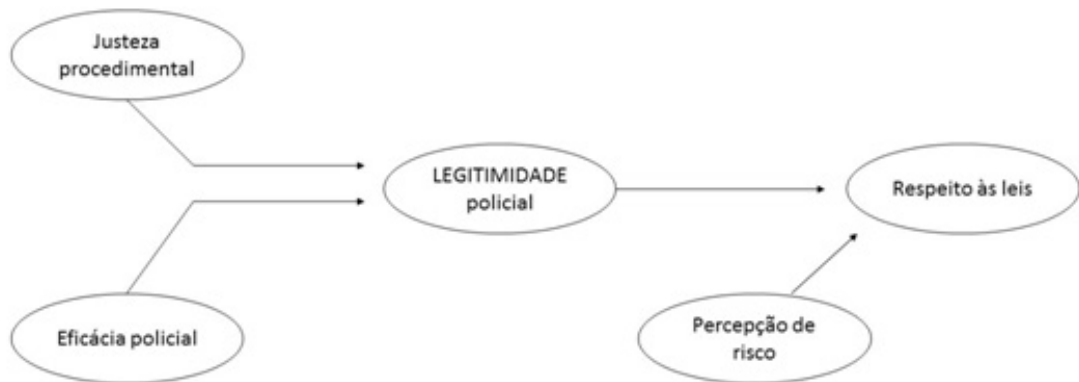 Justeza
procedimental
LEGITIMIDADE
policial
Respeito às leis
Eficácia policial
Percepção de
risco